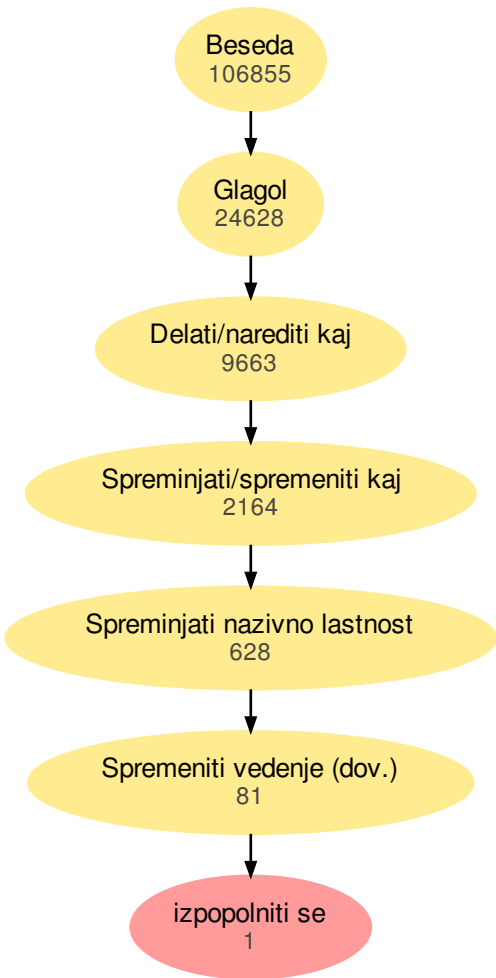 Beseda
106855
Glagol
24628
Delati/narediti kaj
9663
Spreminjati/spremeniti kaj
2164
Spreminjati nazivno lastnost
628
Spremeniti vedenje (dov.)
81
izpopolniti se
1